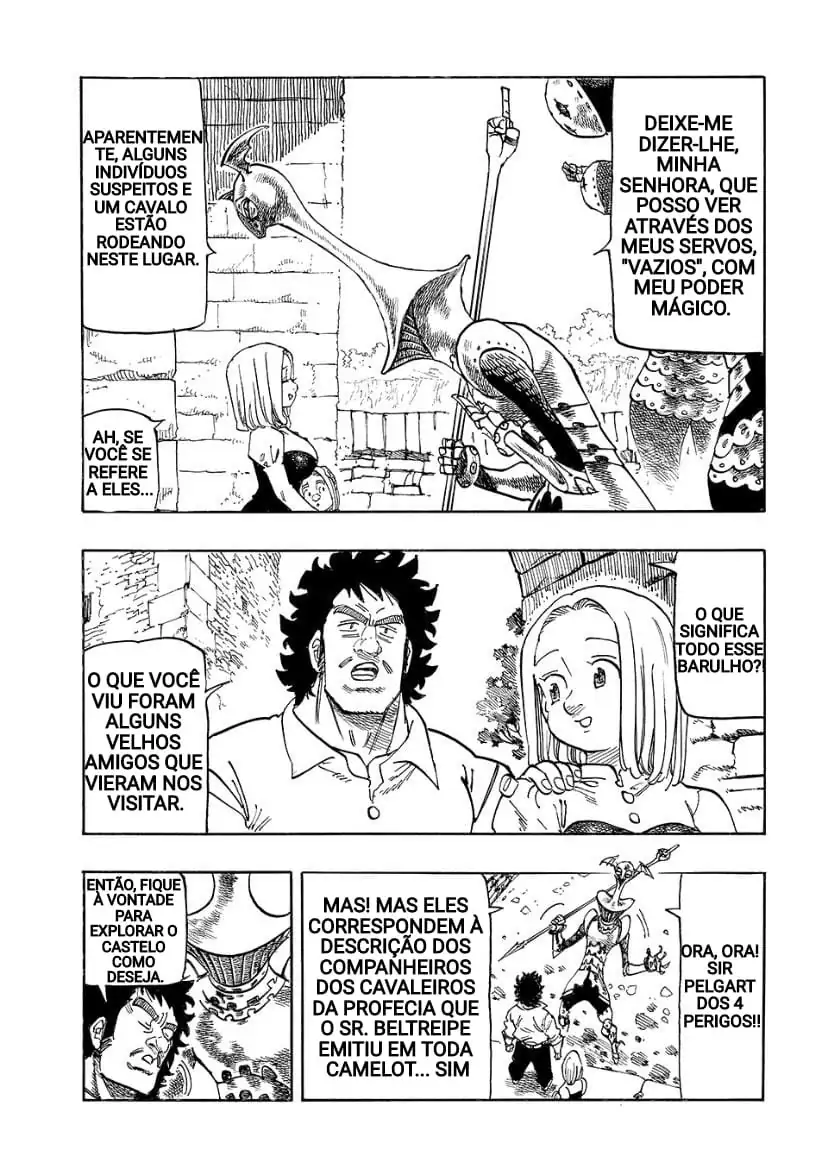 DEIXE-ME
DIZER-LHE,
MINHA
SENHORA, QUE
POSSO VER
ATRAVÉS DOS
MEUS SERVOS,
"VAZIOS", COM
MEU PODER
MÁGICO.
APARENTEMEN
TE, ALGUNS
INDIVÍDUOS
SUSPEITOS E
UM CAVALO
ESTÃO
RODEANDO
NESTE LUGAR.
AH, SE
VOCÊ SE
REFERE
A ELES...
O QUE
SIGNIFICA
TODO ESSE
BARULHO?!
O QUE VOCÊ
VIU FORAM
ALGUNS
VELHOS
AMIGOS QUE
VIERAM NOS
VISITAR.
ORA, ORA!
SIR
PELGART
DOS 4
PERIGOS!!
MAS! MAS ELES
CORRESPONDEM À
DESCRIÇÃO DOS
COMPANHEIROS
DOS CAVALEIROS
DA PROFECIA QUE
O SR. BELTREIPE
EMITIU EM TODA
CAMELOT... SIM
ENTÃO, FIQUE
À VONTADE
PARA
EXPLORAR O
CASTELO
COMO
DESEJA.